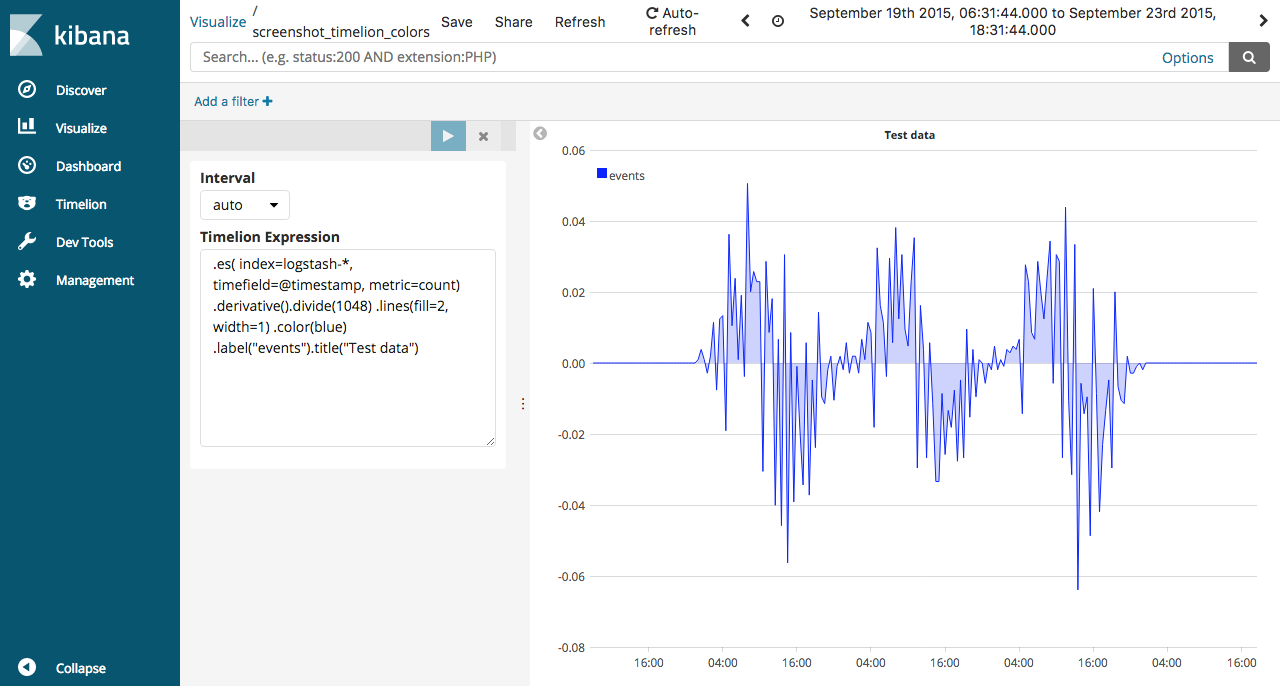 kibana
Discover
Visualize
Dashboard
Timelion
Dev Tools
Management
Collapse
Visualize / screenshot_timelion_colors
Save
Share
Refresh
Auto-
refresh
September 19th 2015, 06:31:44.000 to September 23rd 2015,
18:31:44.000
Search... (e.g. status:200 AND extension:PHP)
Options
Add a filter +
Interval
auto
Timelion Expression
.es( index=logstash-*,
timefield=@timestamp, metric=count)
.derivative().divide(1048) .lines(fill=2,
width=1) .color(blue)
.label("events").title("Test data")
Test data
events
0.06
0.04
0.02
0.00
-0.02
-0.04
-0.06
-0.08
16:00 04:00 16:00 04:00 16:00 04:00 16:00 04:00 16:00